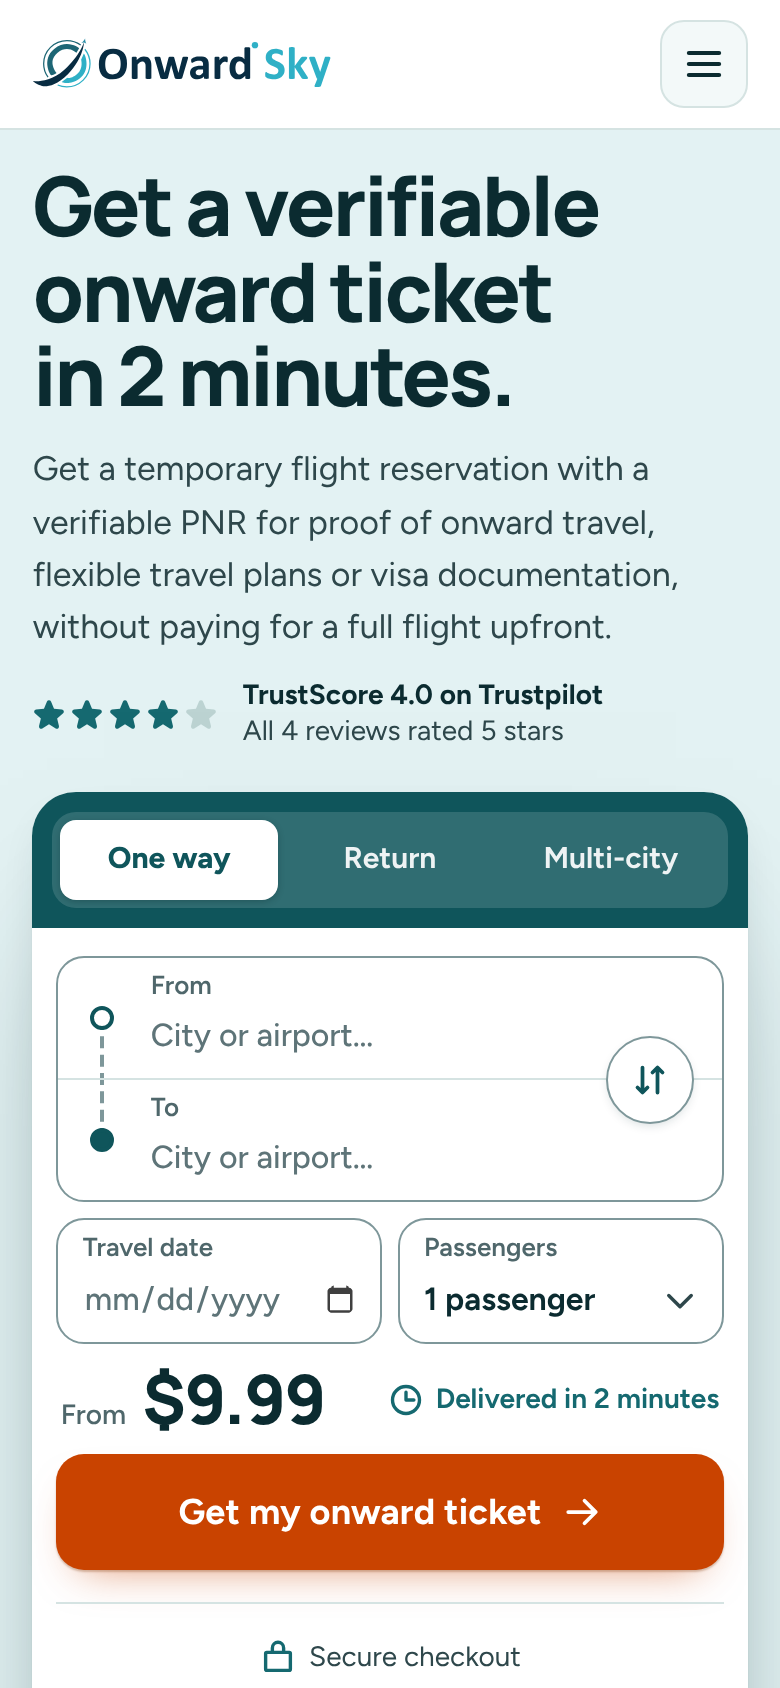 Onward Sky
Get a verifiable
onward ticket
in 2 minutes.
Get a temporary flight reservation with a
verifiable PNR for proof of onward travel,
flexible travel plans or visa documentation,
without paying for a full flight upfront.
TrustScore 4.0 on Trustpilot
All 4 reviews rated 5 stars
One way Return Multi-city
From
City or airport...
To
City or airport...
Travel date Passengers
mm/dd/yyyy 1 passenger
From $9.99 Delivered in 2 minutes
Get my onward ticket →
Secure checkout